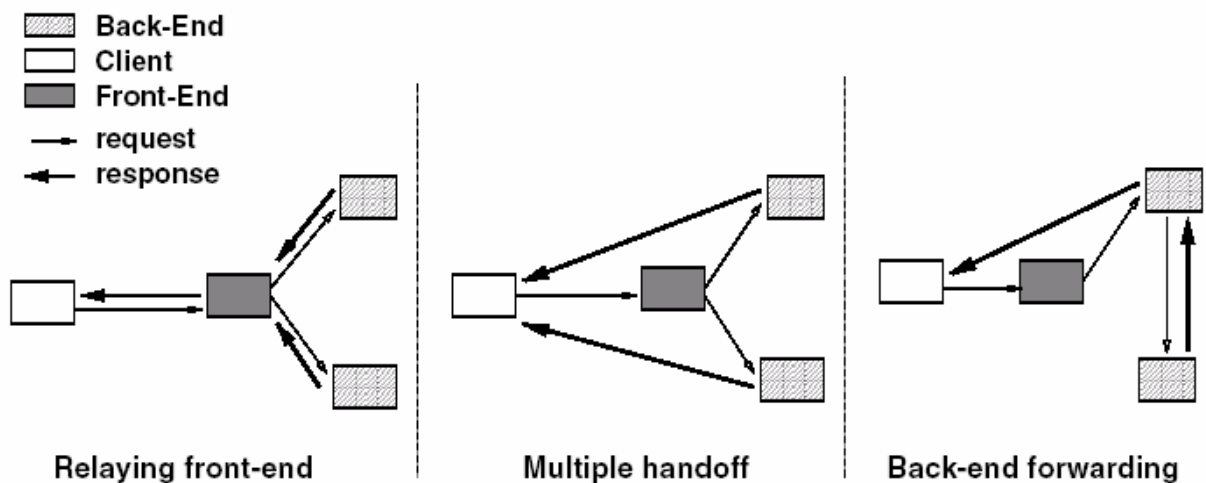 Back-End
Client
Front-End
request
response
Relaying front-end
Multiple handoff
Back-end forwarding